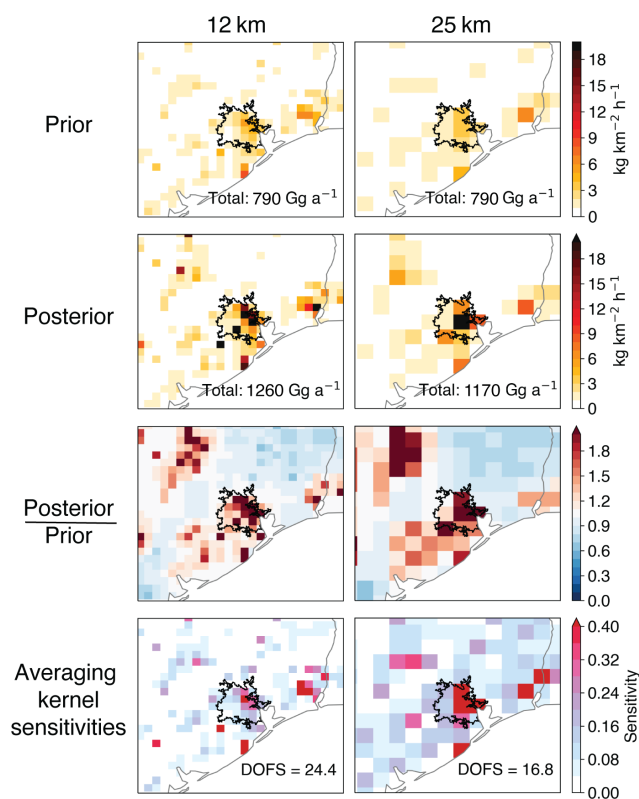 12 km 25 km
Prior
Total: 790 Gg a⁻¹
Total: 790 Gg a⁻¹
18
15
12
9
6
3
0
kg km⁻² h⁻¹
Posterior
Total: 1260 Gg a⁻¹
Total: 1170 Gg a⁻¹
18
15
12
9
6
3
0
kg km⁻² h⁻¹
Posterior
Prior
1.8
1.5
1.2
0.9
0.6
0.3
0.0
Averaging
kernel
sensitivities
DOFS = 24.4
DOFS = 16.8
0.40
0.32
0.24
0.16
0.08
0.00
Sensitivity